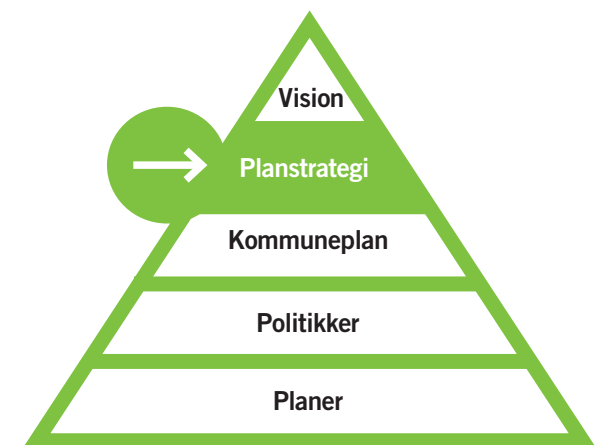 Vision
Planstrategi
Kommuneplan
Politikker
Planer